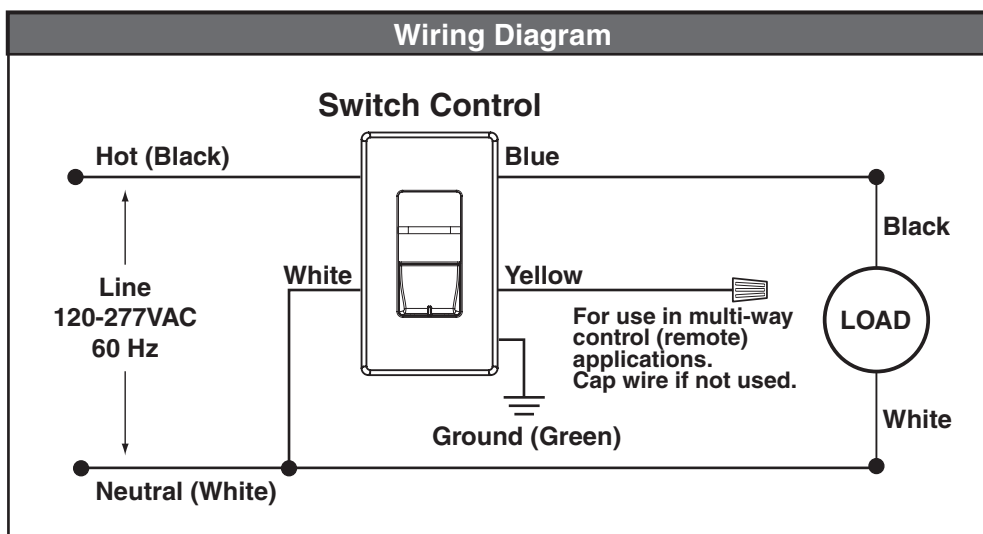 Wiring Diagram
Switch Control
Hot (Black)
Blue
Black
White
Yellow
Line
120-277VAC
60 Hz
For use in multi-way
control (remote)
applications.
Cap wire if not used.
LOAD
Ground (Green)
White
Neutral (White)